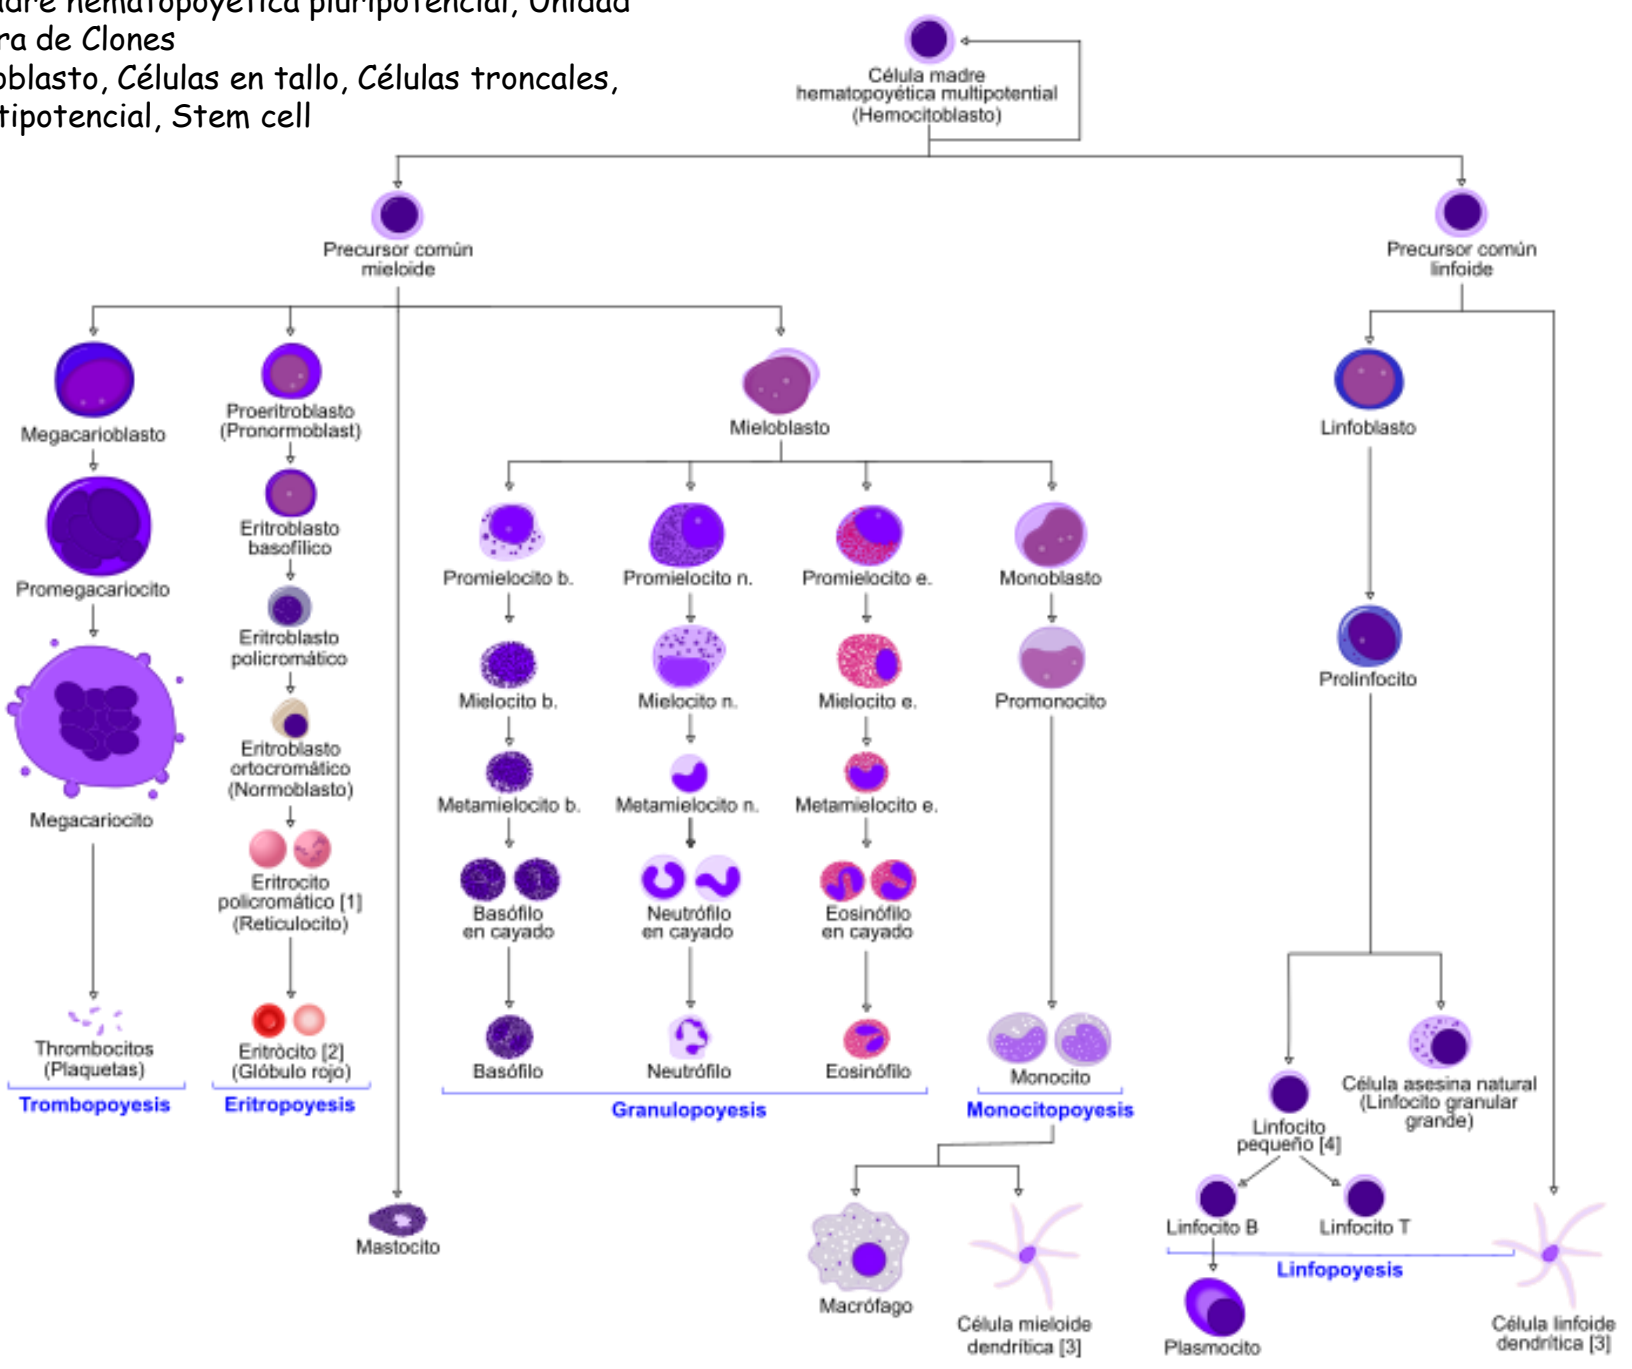 hematopoyética pluripotencial, Unidad
de Clones
Células en tallo, Células troncales,
Stem cell
Célula madre
hematopoyética multipotential
(Hemocitoblasto)
Precursor común
mieloide
Precursor común
linfoide
Megacarioblasto
Promegacariocito
Megacariocito
Thrombocitos
(Plaquetas)
Trombopoyesis
Proeritroblasto
(Pronormoblast)
Eritroblasto
basofílico
Eritroblasto
policromático
Eritroblasto
ortocromático
(Normoblasto)
Eritrocito
policromático [1]
(Reticulocito)
Eritròcito [2]
(Glóbulo rojo)
Eritropoyesis
Mastocito
Mieloblasto
Promielocito b.
Mielocito b.
Metamielocito b.
Basófilo
en cayado
Basófilo
Promielocito n.
Mielocito n.
Metamielocito n.
Neutrófilo
en cayado
Neutrófilo
Promielocito e.
Mielocito e.
Metamielocito e.
Eosinófilo
en cayado
Eosinófilo
Granulopoyesis
Monoblasto
Promonocito
Monocito
Monocitopoyesis
Macrófago
Célula mieloide
dendrítica [3]
Linfoblasto
Prolinfocito
Linfocito
pequeño [4]
Célula asesina natural
(Linfocito granular
grande)
Linfocito B
Linfocito T
Linfopoyesis
Plasmocito
Célula linfoide
dendrítica [3]